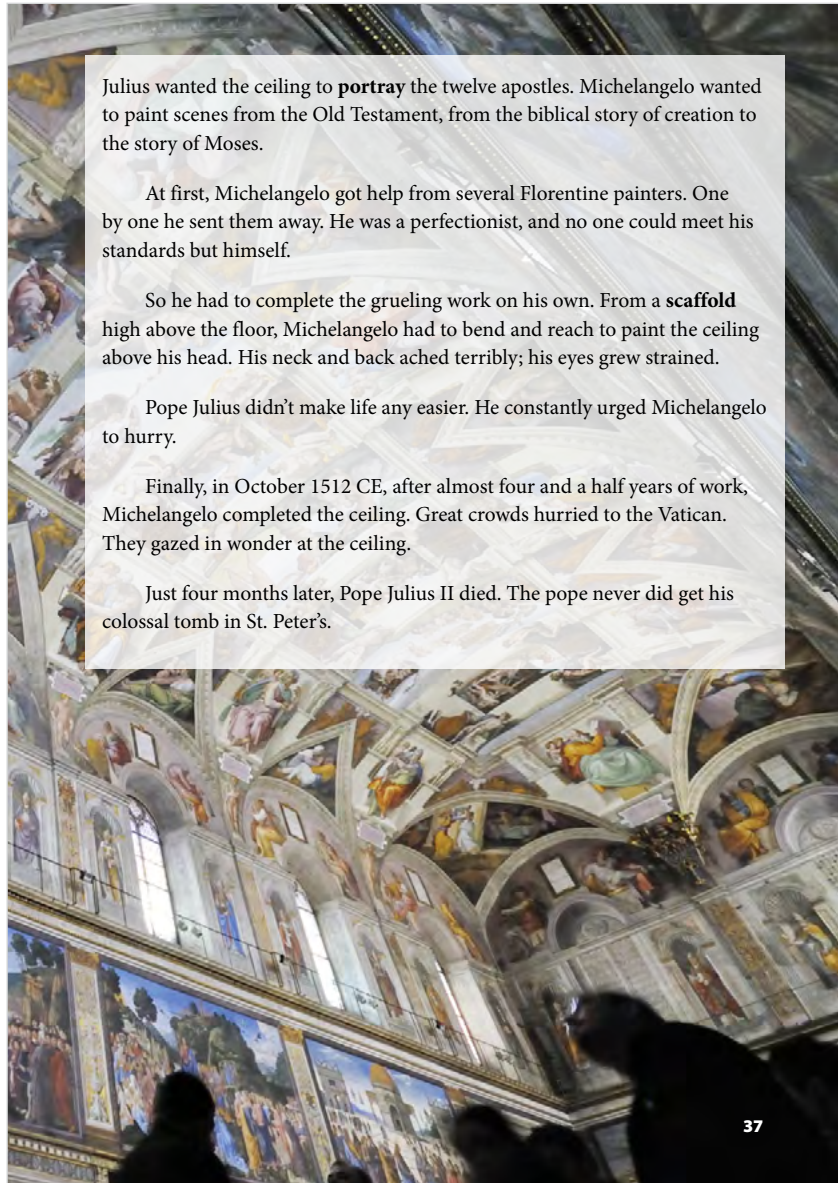 Julius wanted the ceiling to portray the twelve apostles. Michelangelo wanted
to paint scenes from the Old Testament, from the biblical story of creation to
the story of Moses.
At first, Michelangelo got help from several Florentine painters. One
by one he sent them away. He was a perfectionist, and no one could meet his
standards but himself.
So he had to complete the grueling work on his own. From a scaffold
high above the floor, Michelangelo had to bend and reach to paint the ceiling
above his head. His neck and back ached terribly; his eyes grew strained.
Pope Julius didn’t make life any easier. He constantly urged Michelangelo
to hurry.
Finally, in October 1512 CE, after almost four and a half years of work,
Michelangelo completed the ceiling. Great crowds hurried to the Vatican.
They gazed in wonder at the ceiling.
Just four months later, Pope Julius II died. The pope never did get his
colossal tomb in St. Peter’s.
37